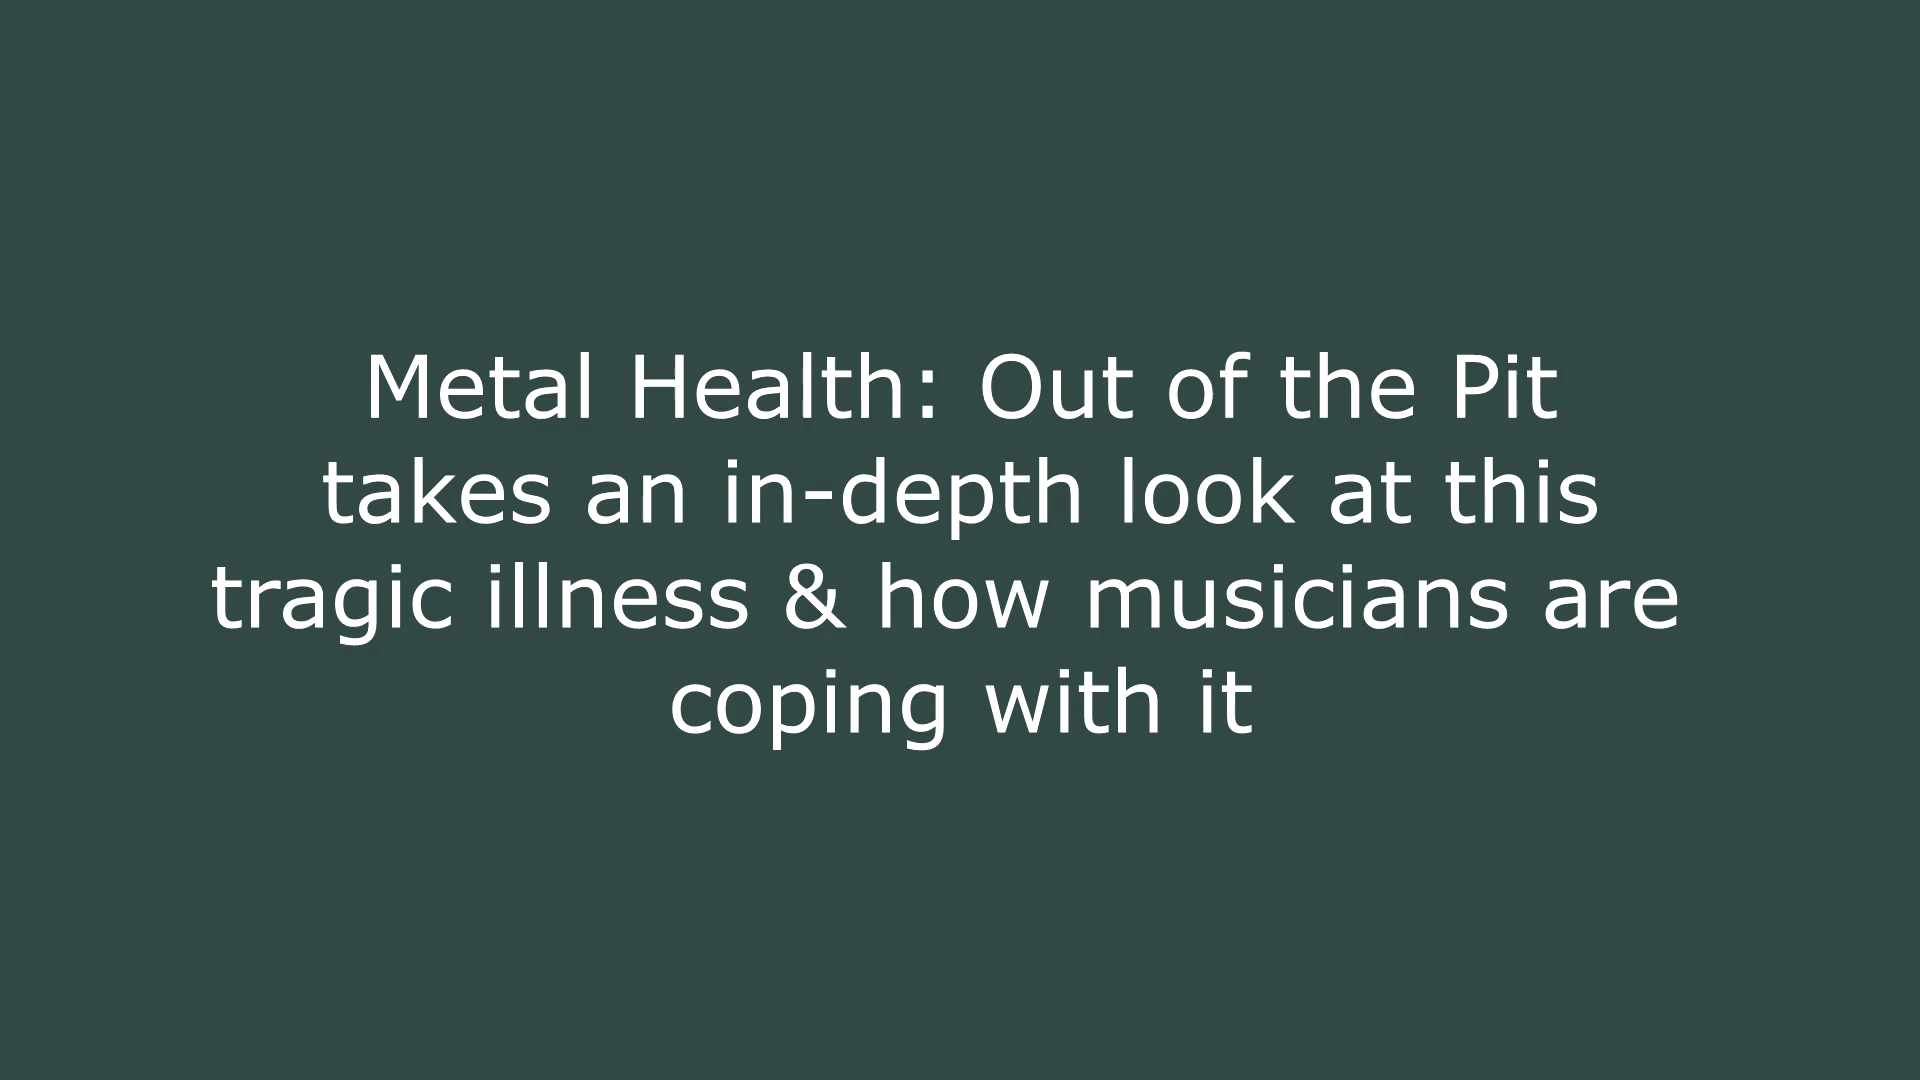 Metal Health: Out of the Pit
takes an in-depth look at this
tragic illness & how musicians are
coping with it